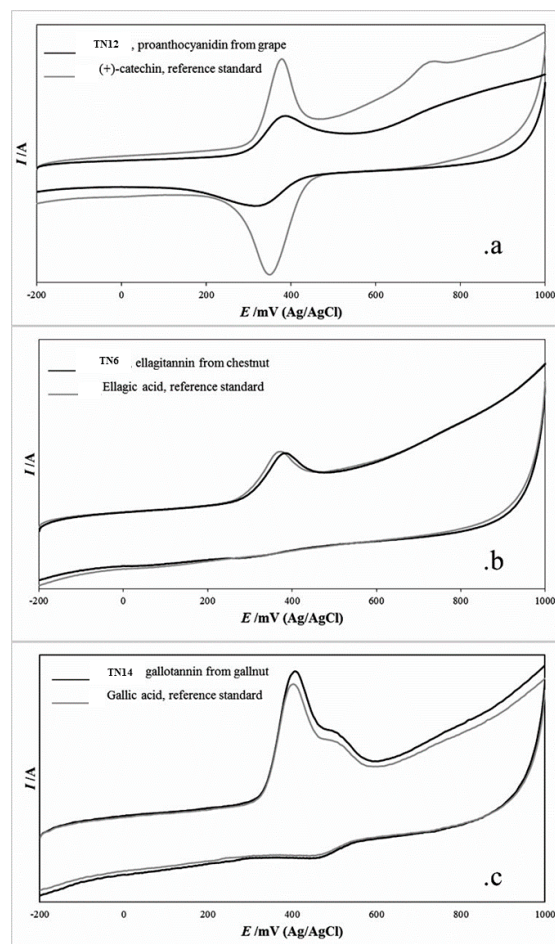 TN12 , proanthocyanidin from grape
(+)-catechin, reference standard
I /A
.a
-200 0 200 400 600 800 1000
E /mV (Ag/AgCl)
TN6 , ellagitannin from chestnut
Ellagic acid, reference standard
I /A
.b
-200 0 200 400 600 800 1000
E /mV (Ag/AgCl)
TN14 gallotannin from gallnut
Gallic acid, reference standard
I /A
.c
-200 0 200 400 600 800 1000
E /mV (Ag/AgCl)